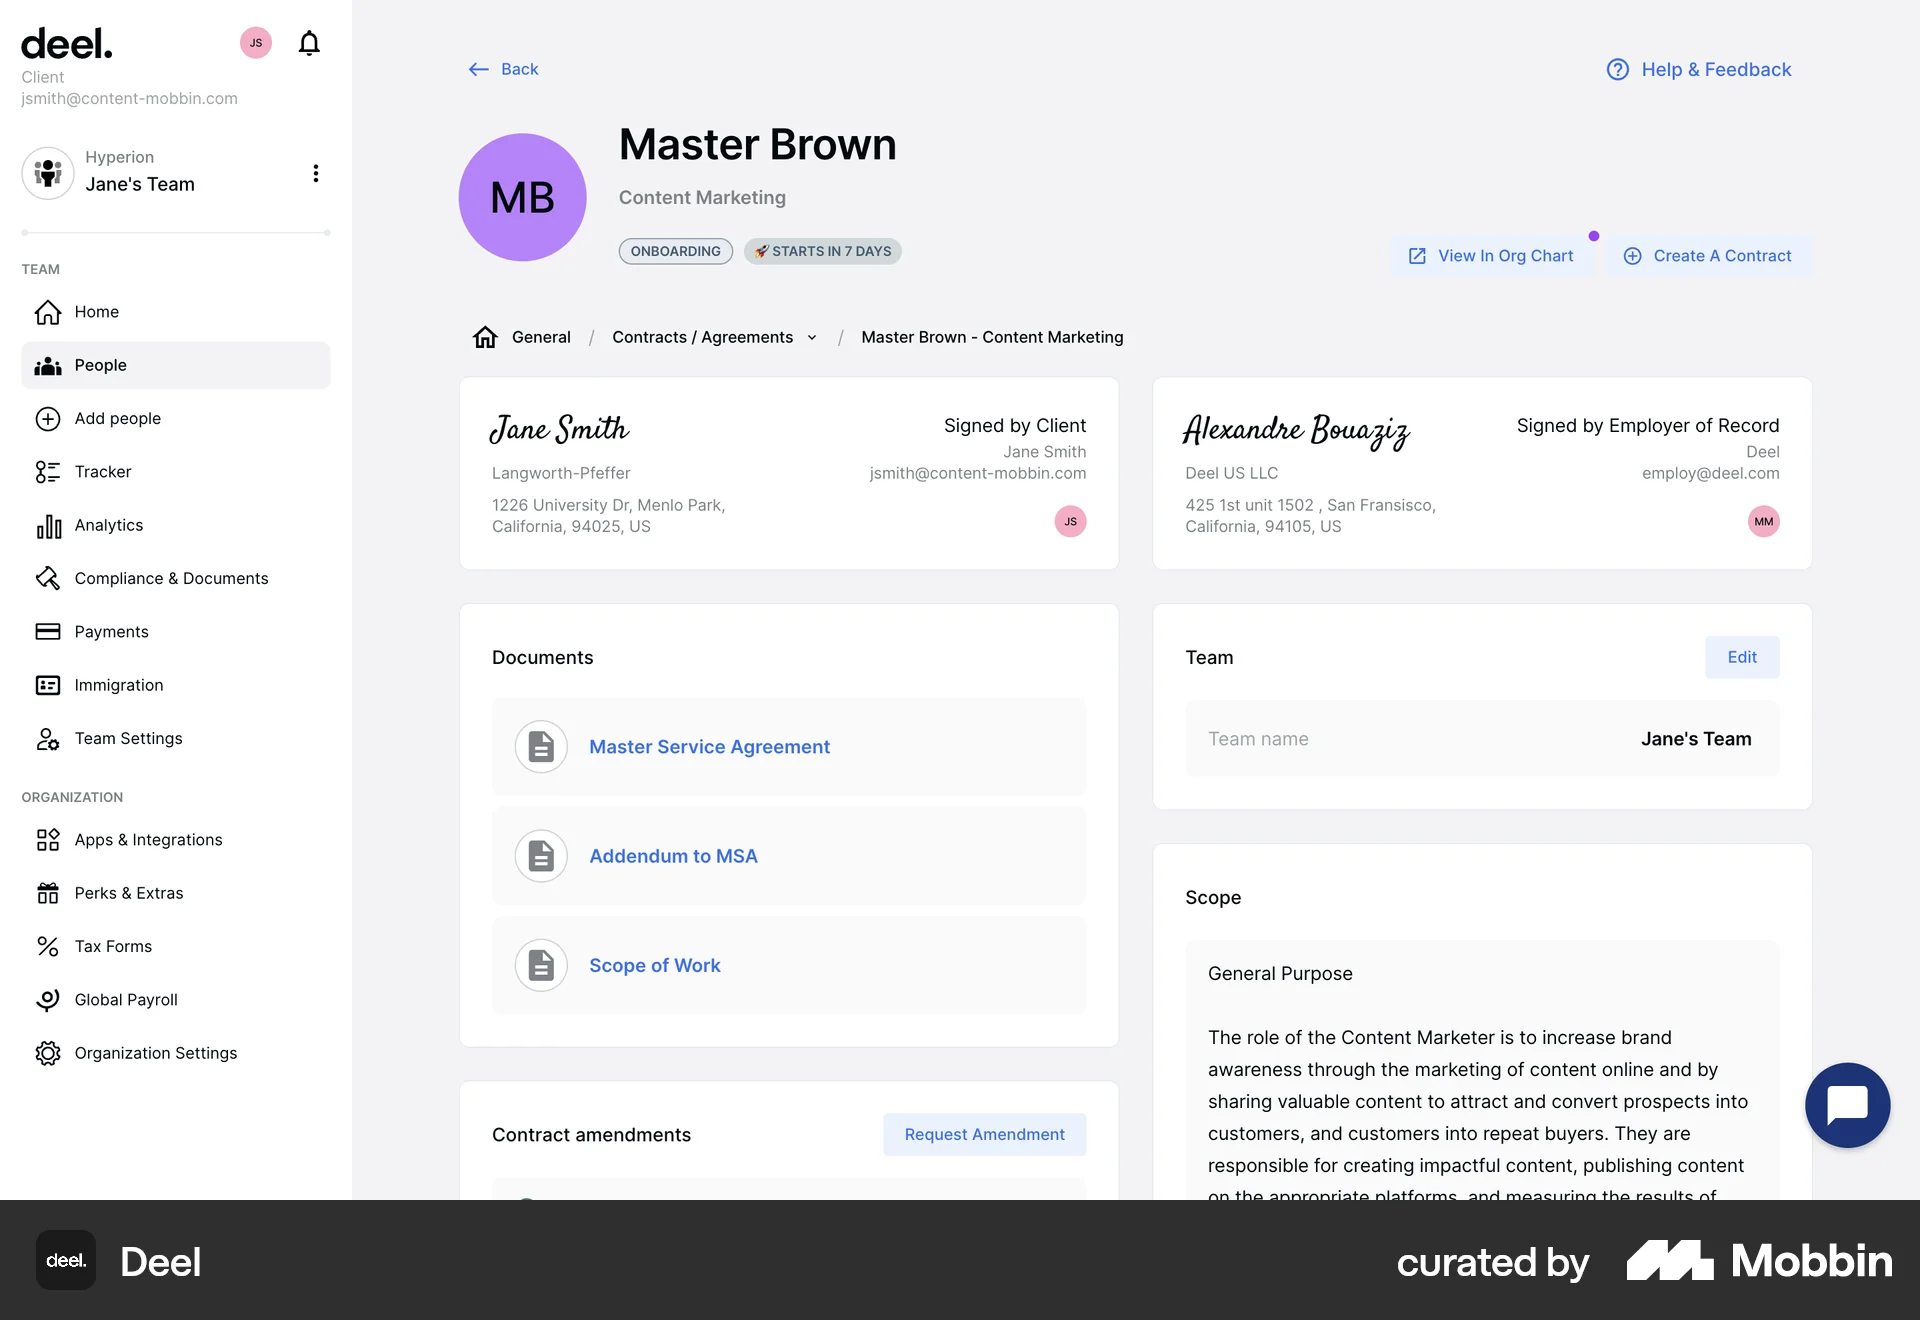 deel.
JS
Client
jsmith@content-mobbin.com
Hyperion
Jane's Team
TEAM
Home
People
Add people
Tracker
Analytics
Compliance & Documents
Payments
Immigration
Team Settings
ORGANIZATION
Apps & Integrations
Perks & Extras
Tax Forms
Global Payroll
Organization Settings
Back
Help & Feedback
MB
Master Brown
Content Marketing
ONBOARDING
🚀 STARTS IN 7 DAYS
View In Org Chart
Create A Contract
General / Contracts / Agreements / Master Brown - Content Marketing
Jane Smith
Signed by Client
Jane Smith
Langworth-Pfeffer
jsmith@content-mobbin.com
1226 University Dr, Menlo Park,
California, 94025, US
JS
Alexandre Bouaziz
Signed by Employer of Record
Deel
Deel US LLC
employ@deel.com
425 1st unit 1502 , San Fransisco,
California, 94105, US
MM
Documents
Master Service Agreement
Addendum to MSA
Scope of Work
Contract amendments
Request Amendment
Team
Edit
Team name
Jane's Team
Scope
General Purpose
The role of the Content Marketer is to increase brand
awareness through the marketing of content online and by
sharing valuable content to attract and convert prospects into
customers, and customers into repeat buyers. They are
responsible for creating impactful content, publishing content
on the appropriate platforms, and measuring the results of
deel.
Deel
curated by
Mobbin